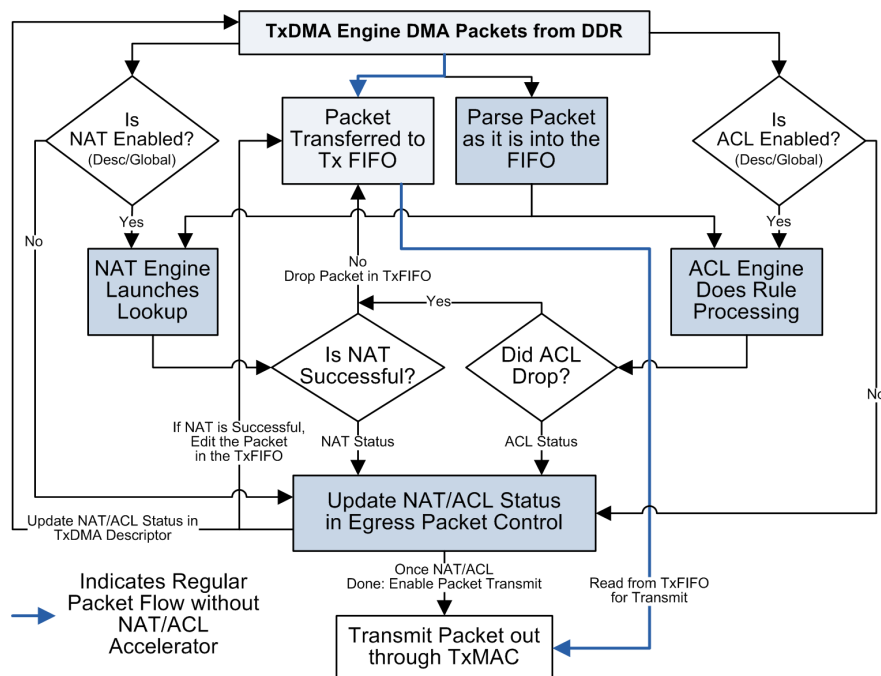 TxDMA Engine DMA Packets from DDR
Is
NAT Enabled?
(Desc/Global)
Packet
Transferred to
Tx FIFO
Parse Packet
as it is into the
FIFO
Is
ACL Enabled?
(Desc/Global)
Yes
Yes
No
No
NAT Engine
Launches
Lookup
No
Drop Packet in TxFIFO
ACL Engine
Does Rule
Processing
Yes
Is NAT
Successful?
Did ACL
Drop?
If NAT is Successful,
Edit the Packet
in the TxFIFO
NAT Status
ACL Status
Update NAT/ACL Status
in Egress Packet Control
Update NAT/ACL Status in
TxDMA Descriptor
Once NAT/ACL
Done: Enable Packet Transmit
Read from TxFIFO
for Transmit
Indicates Regular
Packet Flow without
NAT/ACL
Accelerator
Transmit Packet out
through TxMAC